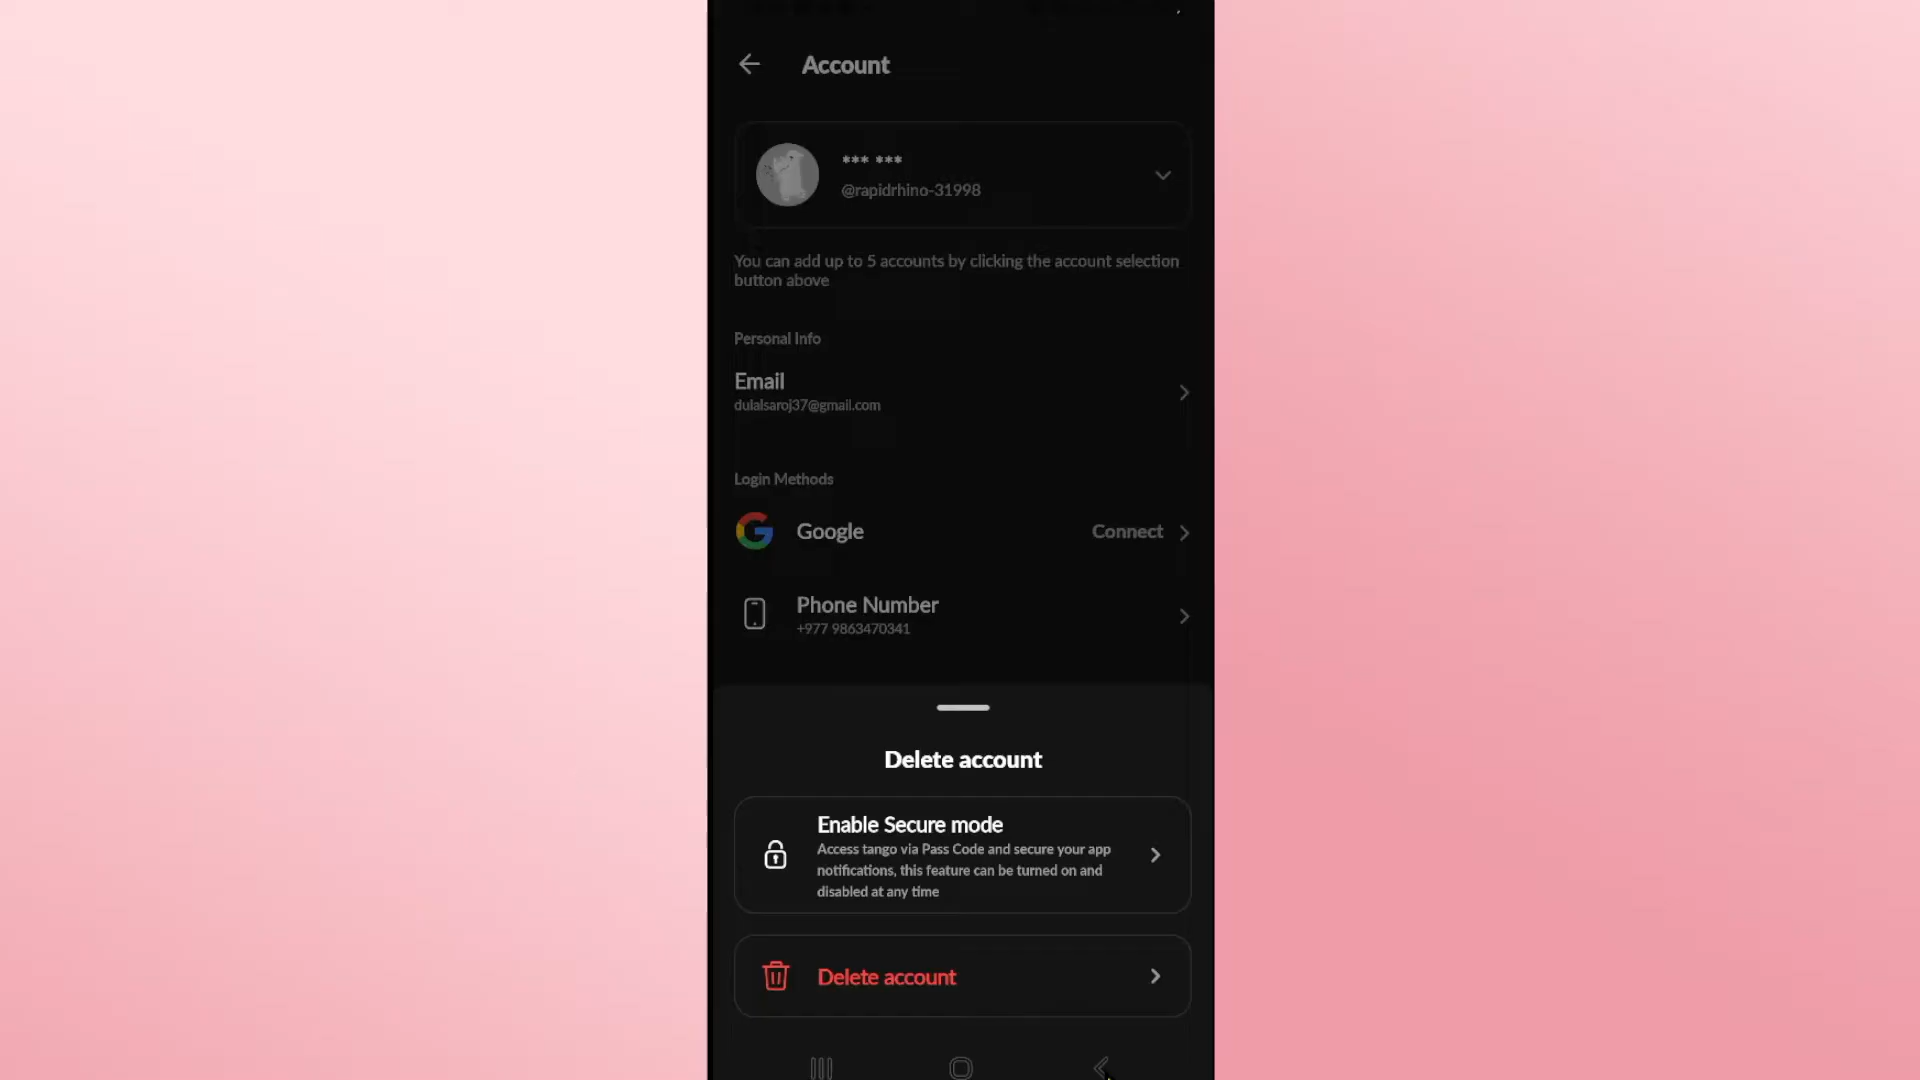 Account
*** ***
@rapidrhino-31998
You can add up to 5 accounts by clicking the account selection
button above
Personal Info
Email
dulalsaroj37@gmail.com
Login Methods
Google
Connect
Phone Number
+977 9863470341
Delete account
Enable Secure mode
Access tango via Pass Code and secure your app
notifications, this feature can be turned on and
disabled at any time
Delete account